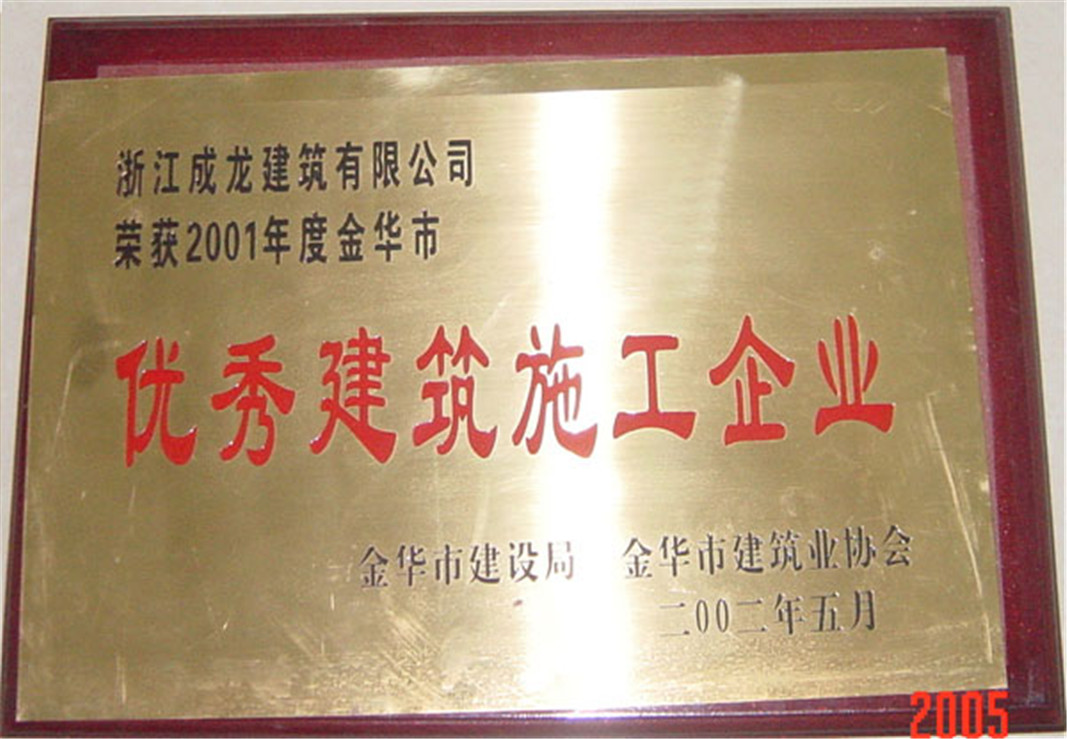 浙江成龙建筑有限公司
荣获2001年度金华市
优秀建筑施工企业
金华市建设局 金华市建筑业协会
二00二年五月
2005